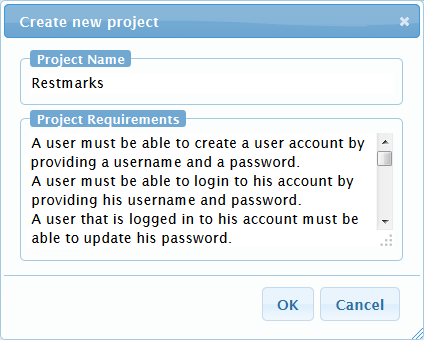 Create new project
Project Name
Restmarks
Project Requirements
A user must be able to create a user account by
providing a username and a password.
A user must be able to login to his account by
providing his username and password.
A user that is logged in to his account must be
able to update his password.
OK
Cancel